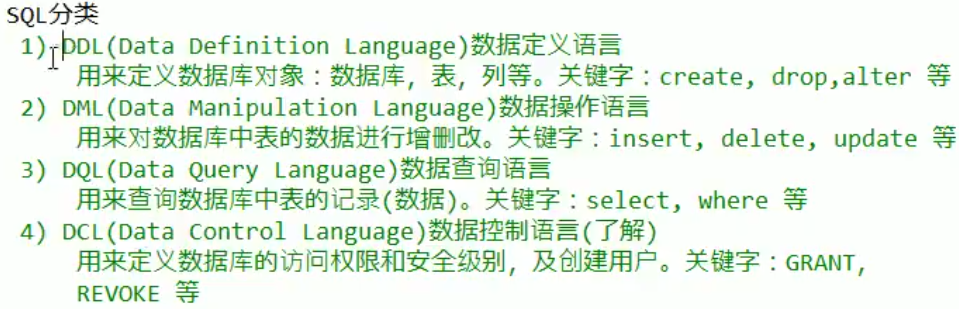 SQL分类
1) DDL(Data Definition Language)数据定义语言
用来定义数据库对象：数据库，表，列等。关键字：create, drop,alter 等
2) DML(Data Manipulation Language)数据操作语言
用来对数据库中表的数据进行增删改。关键字：insert, delete, update 等
3) DQL(Data Query Language)数据查询语言
用来查询数据库中表的记录(数据)。关键字：select, where 等
4) DCL(Data Control Language)数据控制语言(了解)
用来定义数据库的访问权限和安全级别，及创建用户。关键字：GRANT,
REVOKE 等